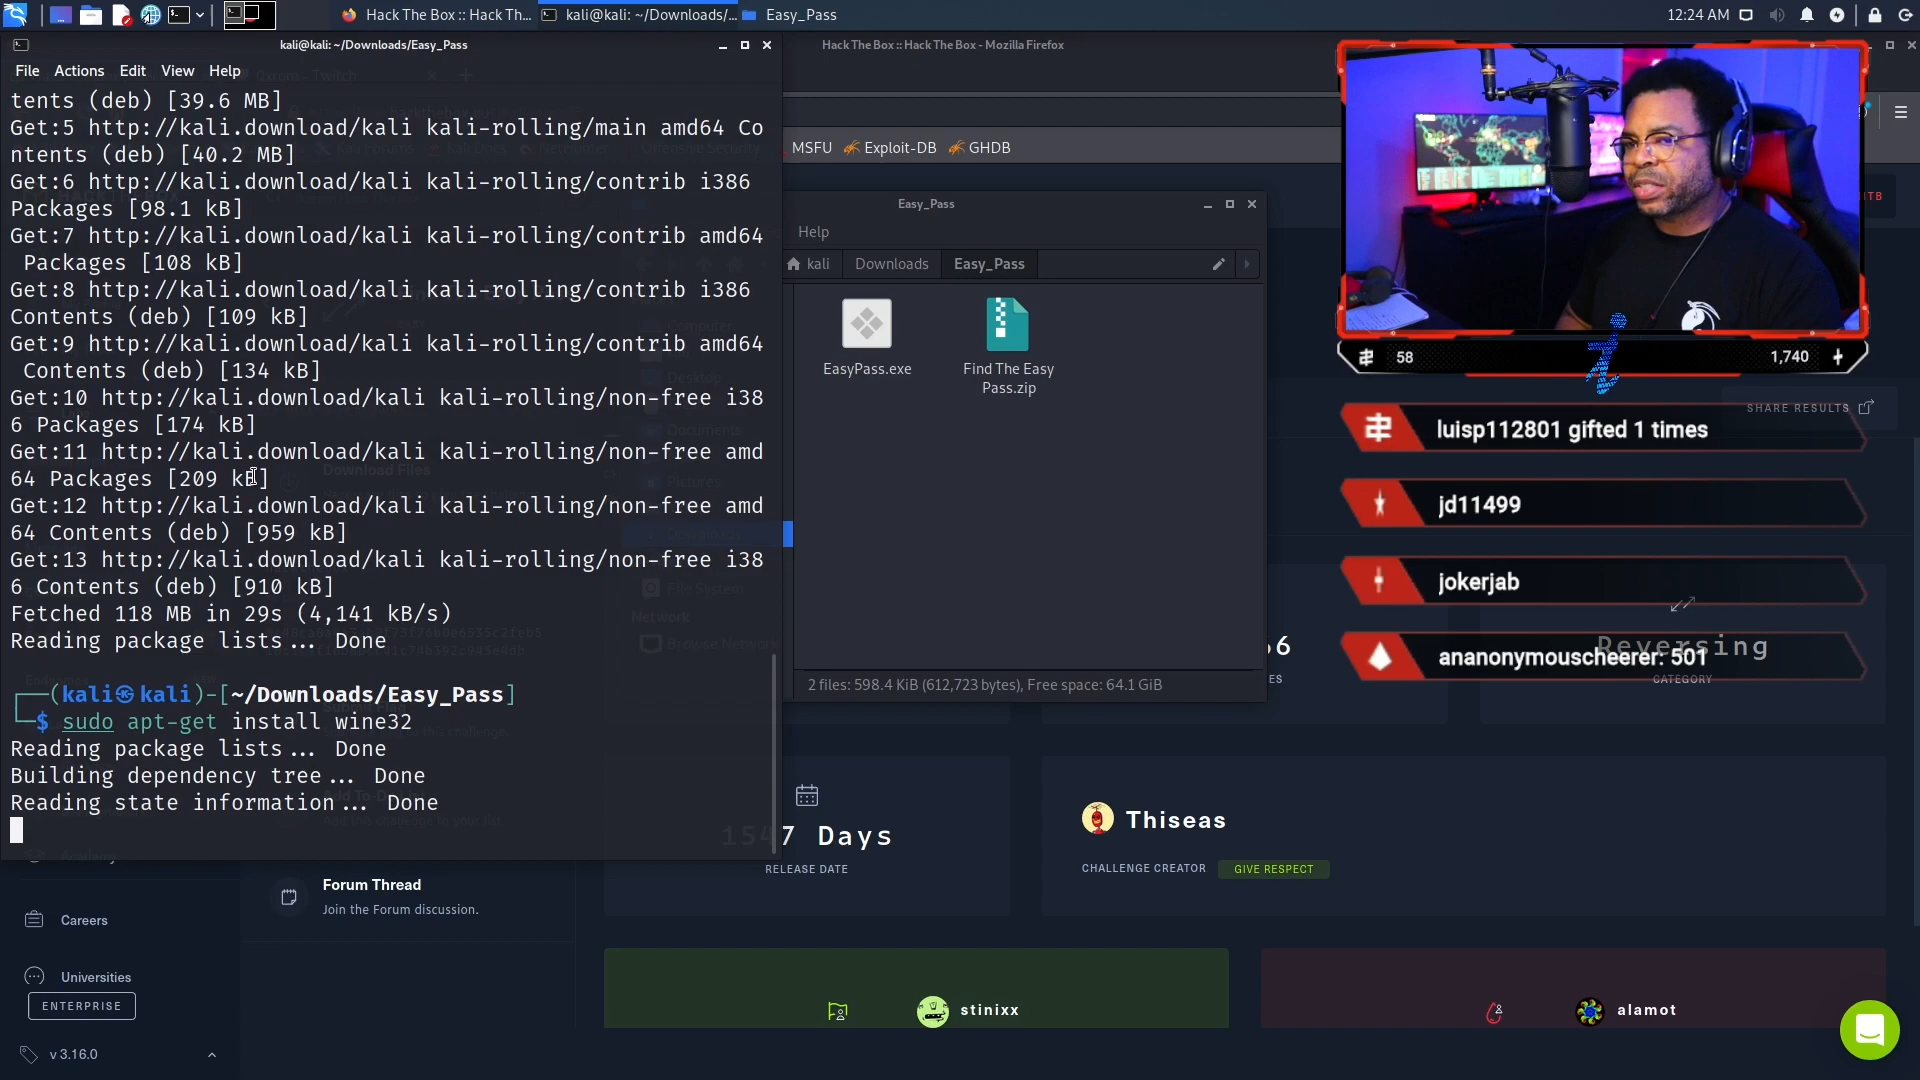 Hack The Box :: Hack Th...
kali@kali: ~/Downloads/...
Easy_Pass
12:24 AM
kali@kali: ~/Downloads/Easy_Pass
File Actions Edit View Help
tents (deb) [39.6 MB]
Get:5 http://kali.download/kali kali-rolling/main amd64 Co
ntents (deb) [40.2 MB]
Get:6 http://kali.download/kali kali-rolling/contrib i386
Packages [98.1 kB]
Get:7 http://kali.download/kali kali-rolling/contrib amd64
Packages [108 kB]
Get:8 http://kali.download/kali kali-rolling/contrib i386
Contents (deb) [109 kB]
Get:9 http://kali.download/kali kali-rolling/contrib amd64
Contents (deb) [134 kB]
Get:10 http://kali.download/kali kali-rolling/non-free i38
6 Packages [174 kB]
Get:11 http://kali.download/kali kali-rolling/non-free amd
64 Packages [209 kB]
Get:12 http://kali.download/kali kali-rolling/non-free amd
64 Contents (deb) [959 kB]
Get:13 http://kali.download/kali kali-rolling/non-free i38
6 Contents (deb) [910 kB]
Fetched 118 MB in 29s (4,141 kB/s)
Reading package lists... Done
(kali㉿kali)-[~/Downloads/Easy_Pass]
$ sudo apt-get install wine32
Reading package lists... Done
Building dependency tree... Done
Reading state information... Done
Hack The Box :: Hack The Box - Mozilla Firefox
MSFU
Exploit-DB
GHDB
Easy_Pass
Help
kali
Downloads
Easy_Pass
EasyPass.exe
Find The Easy
Pass.zip
2 files: 598.4 KiB (612,723 bytes), Free space: 64.1 GiB
58
1,740
SHARE RESULTS
luisp112801 gifted 1 times
jd11499
jokerjab
ananonymouscheerer: 501
Reversing
CATEGORY
Download Files
Network
Browse Network
File System
1547 Days
RELEASE DATE
Thiseas
CHALLENGE CREATOR
GIVE RESPECT
Academy
Forum Thread
Join the Forum discussion.
Careers
Universities
ENTERPRISE
v 3.16.0
stinixx
alamot